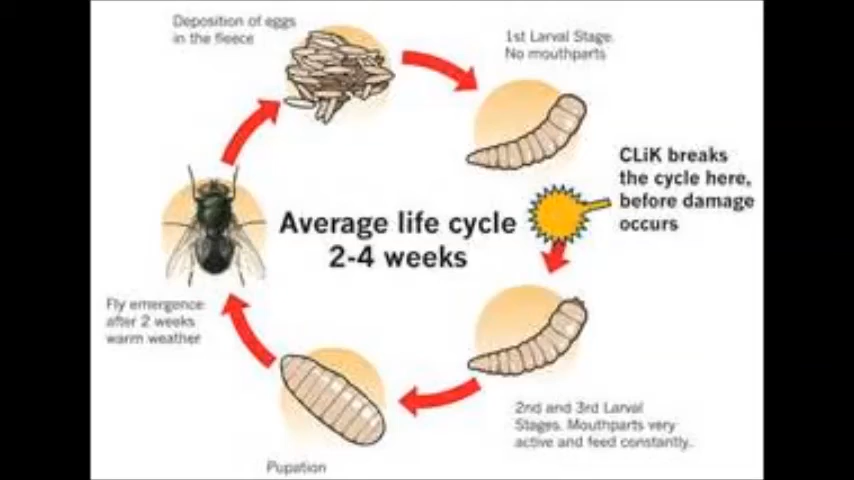 Deposition of eggs
in the fleece
1st Larval Stage
No mouthparts
CLiK breaks
the cycle here,
before damage
occurs
Average life cycle
2-4 weeks
Fly emergence
after 2 weeks
warm weather
2nd and 3rd Larval
Stages. Mouthparts very
active and feed constantly.
Pupation